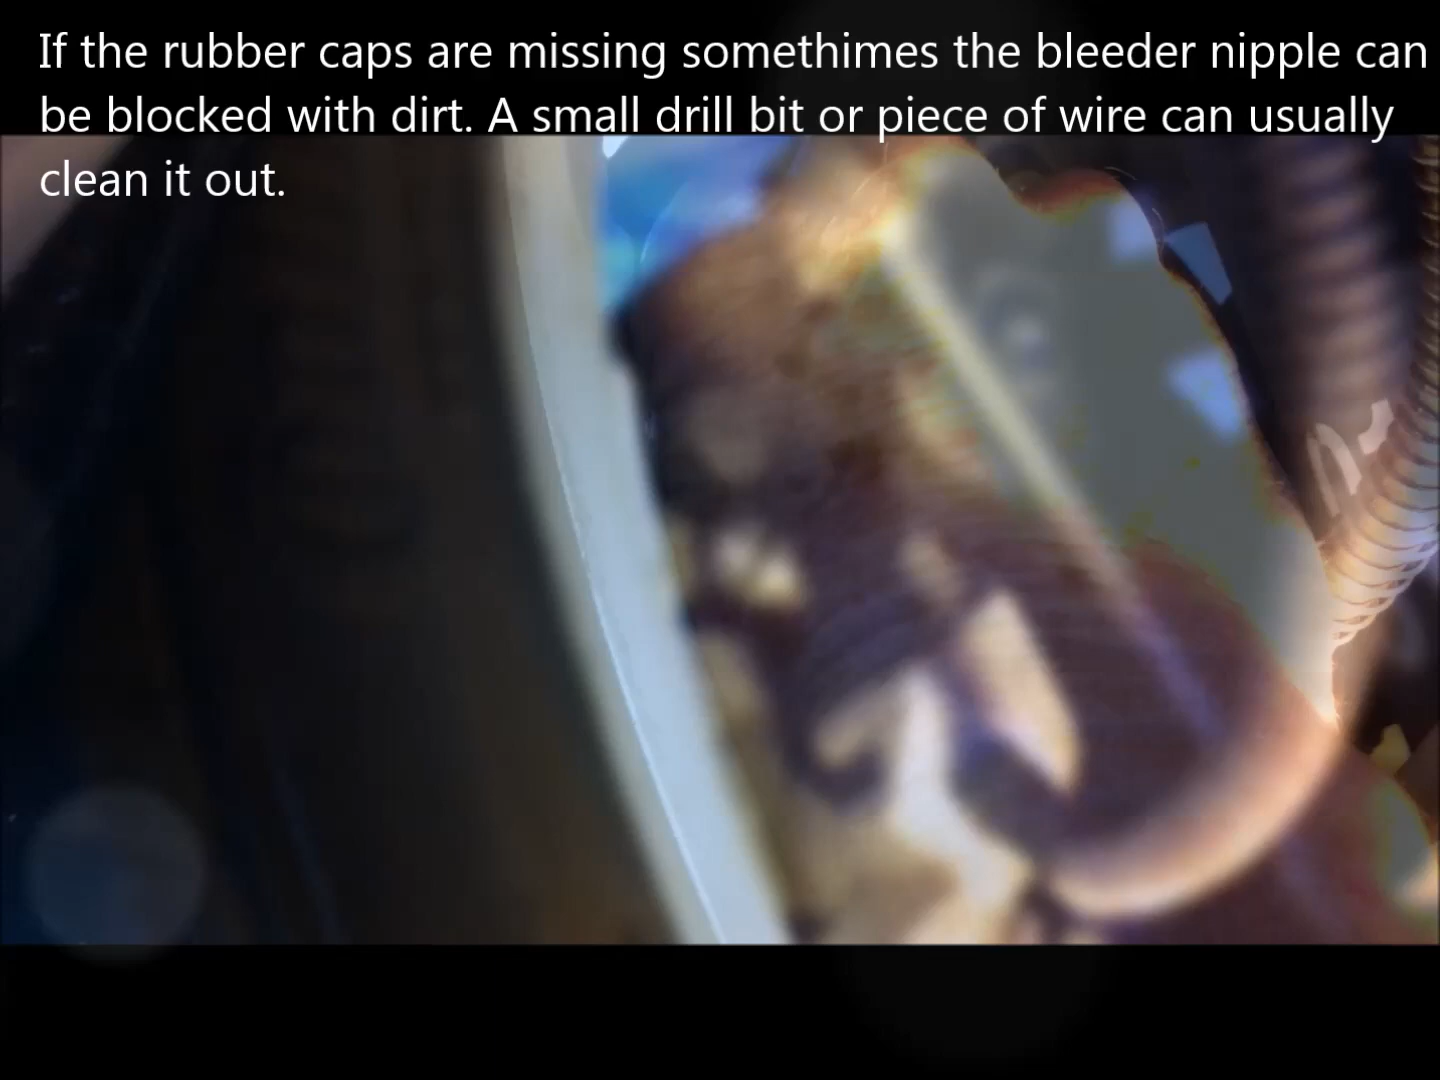 If the rubber caps are missing somethimes the bleeder nipple can
be blocked with dirt. A small drill bit or piece of wire can usually
clean it out.